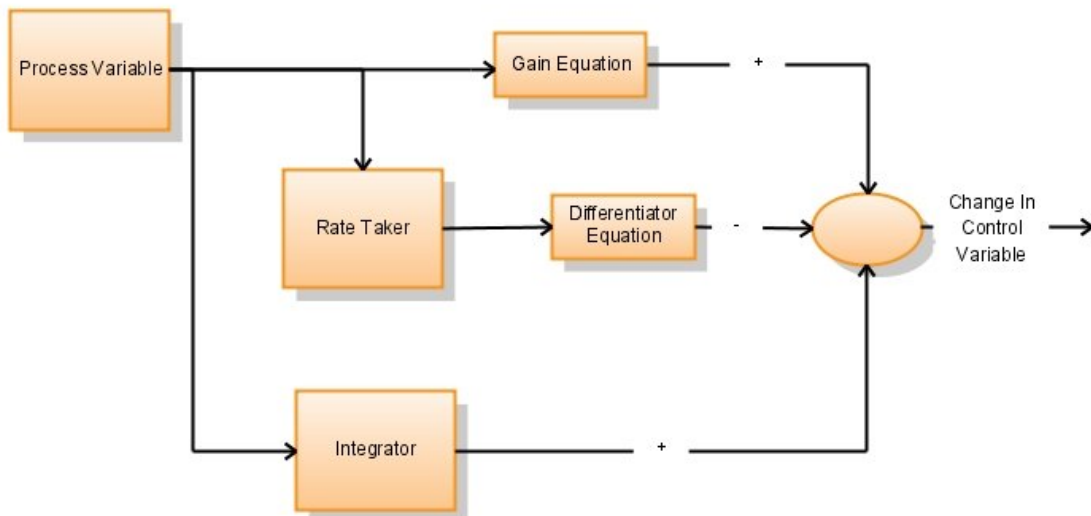 Process Variable
Gain Equation
+
Rate Taker
Differentiator
Equation
-
Change In
Control
Variable
Integrator
+